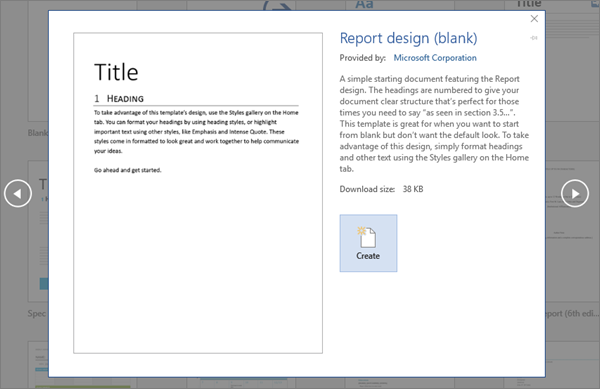 Aa
Title
Report design (blank)
Provided by: Microsoft Corporation
A simple starting document featuring the Report
design. The headings are numbered to give your
document clear structure that's perfect for those
times you need to say "as seen in section 3.5...".
This template is great for when you want to start
from blank but don't want the default look. To take
advantage of this design, simply format headings
and other text using the Styles gallery on the Home
tab.
Download size: 38 KB
Create
Title
1 HEADING
To take advantage of this template's design, use the Styles gallery on the Home
tab. You can format your headings by using heading styles, or highlight
important text using other styles, like Emphasis and Intense Quote. These
styles come in formatted to look great and work together to help communicate
your ideas.
Go ahead and get started.
Blank
Spec
eport (6th edi...